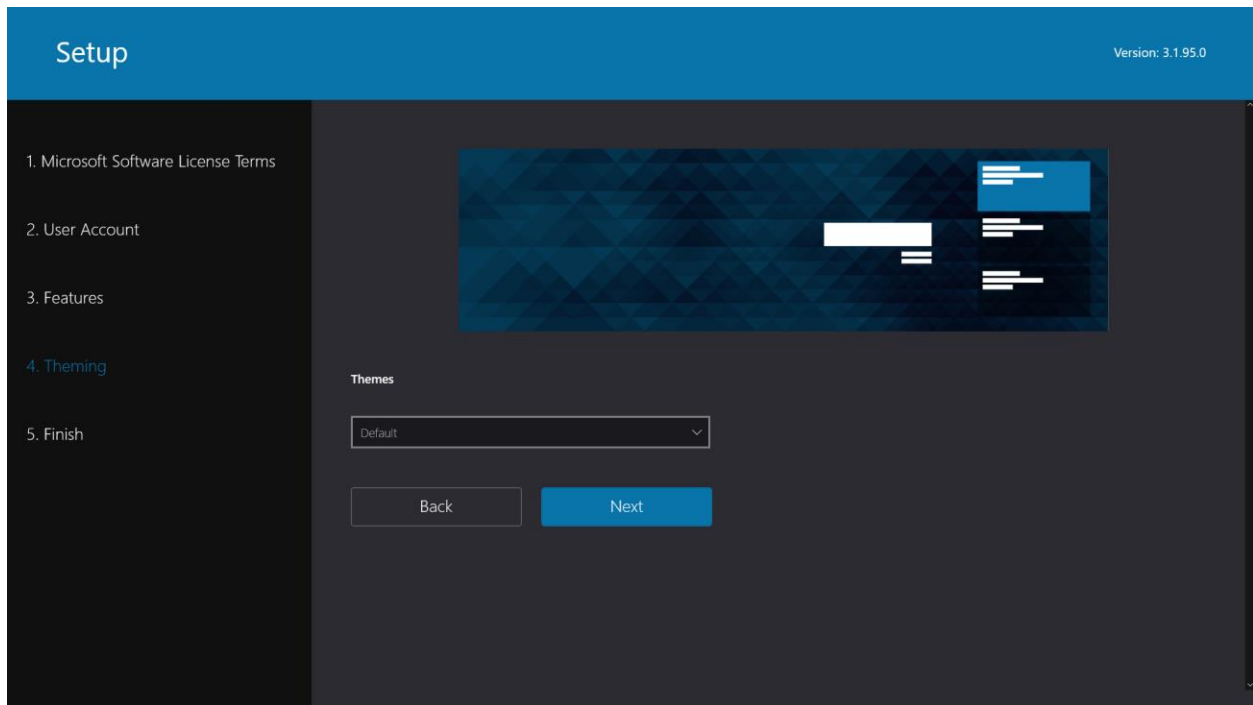 Setup
Version: 3.1.95.0
1. Microsoft Software License Terms
2. User Account
3. Features
4. Theming
5. Finish
Themes
Default
Back
Next